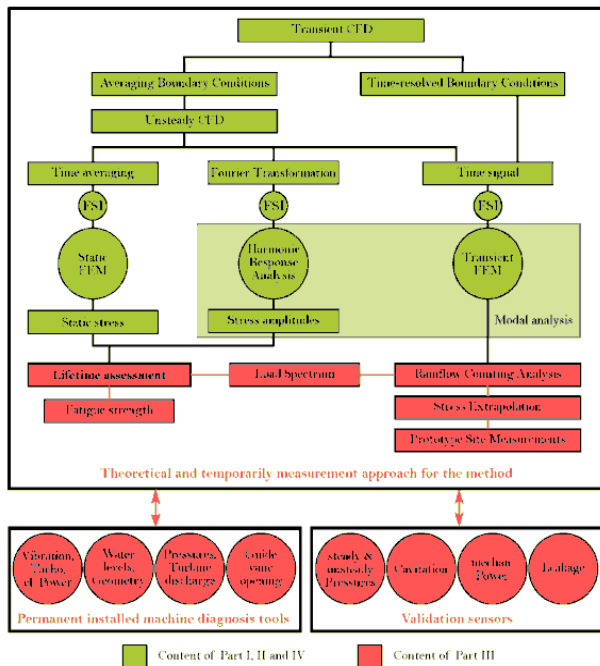 Transient CFD
Averaging Boundary Conditions
Time-resolved Boundary Conditions
Unsteady CFD
Time averaging
Fourier Transformation
Time signal
FSI
FSI
FSI
Static
FEM
Harmonic
Response
Analysis
Transient
FEM
Static stress
Stress amplitudes
Modal analysis
Lifetime assessment
Load Spectrum
Rainflow Counting Analysis
Fatigue strength
Stress Extrapolation
Prototype Site Measurements
Theoretical and temporarily measurement approach for the method
Vibration,
Turbo,
el. Power
Water
levels,
Geometry
Pressures,
Turbine
discharge
Guide
vane
opening
steady &
unsteady
Pressures
Cavitation
mechan
Power
Leakage
Permanent installed machine diagnosis tools
Validation sensors
Content of Part I, II and IV
Content of Part III